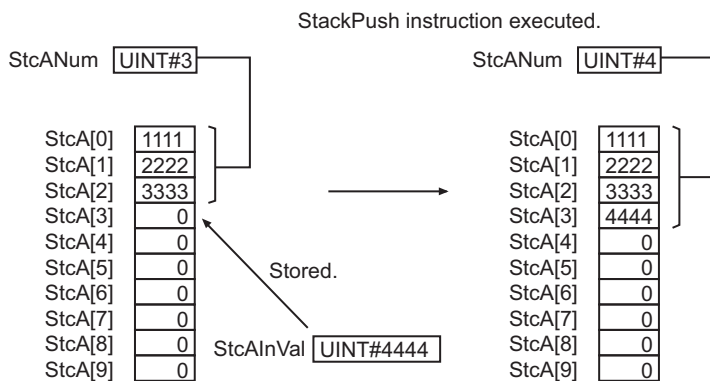 StackPush instruction executed.
StcANum UINT#3
StcANum UINT#4
StcA[0] 1111
StcA[1] 2222
StcA[2] 3333
StcA[3] 0
StcA[4] 0
StcA[5] 0
StcA[6] 0
StcA[7] 0
StcA[8] 0
StcA[9] 0
Stored.
StcAInVal UINT#4444
StcA[0] 1111
StcA[1] 2222
StcA[2] 3333
StcA[3] 4444
StcA[4] 0
StcA[5] 0
StcA[6] 0
StcA[7] 0
StcA[8] 0
StcA[9] 0